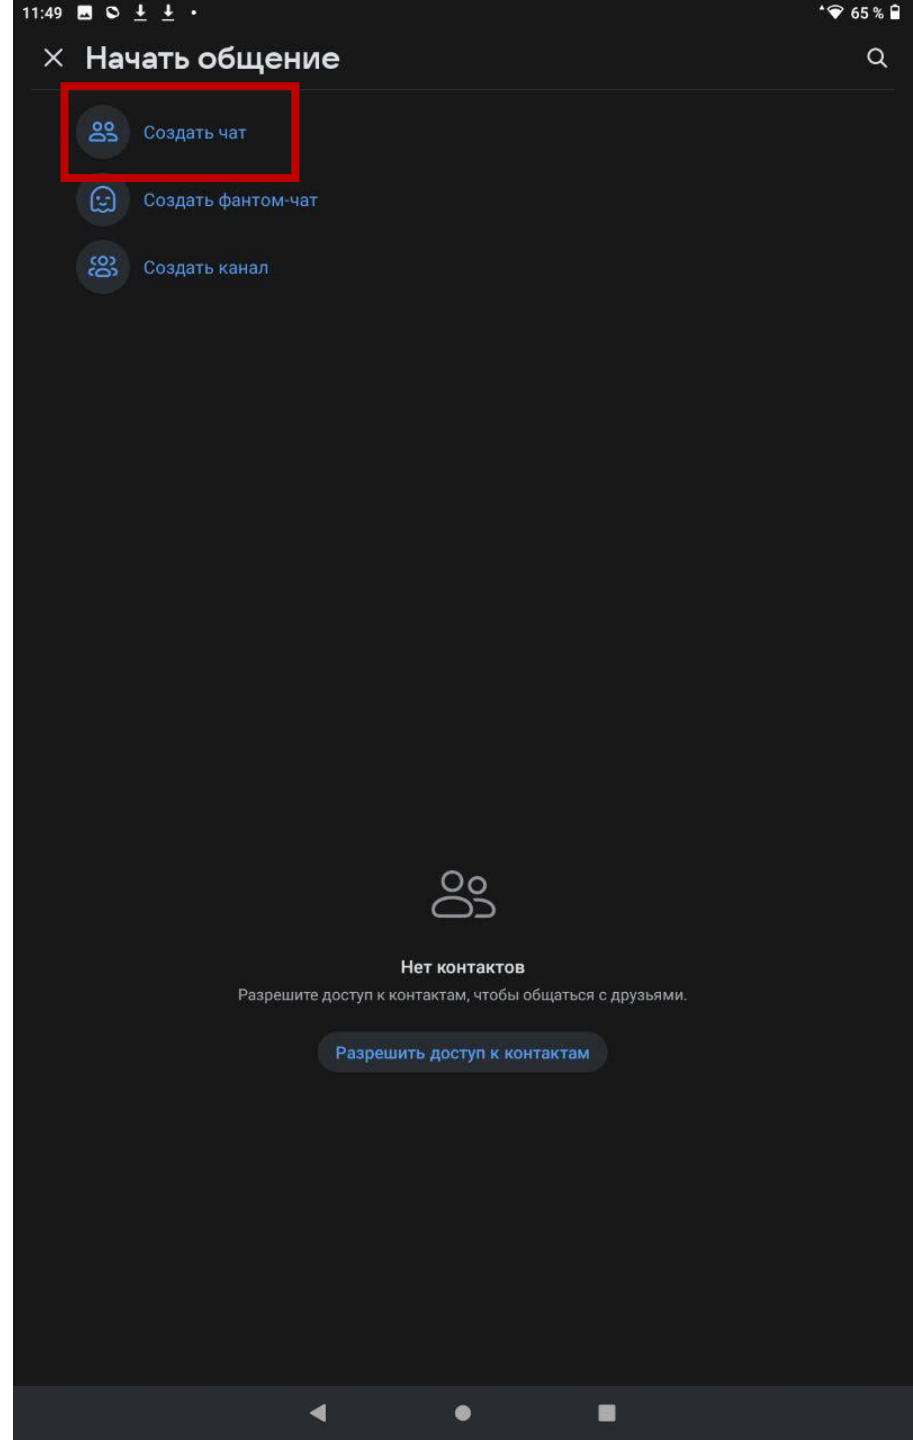 11:49 65 %
Начать общение
Создать чат
Создать фантом-чат
Создать канал
Нет контактов
Разрешите доступ к контактам, чтобы общаться с друзьями.
Разрешить доступ к контактам